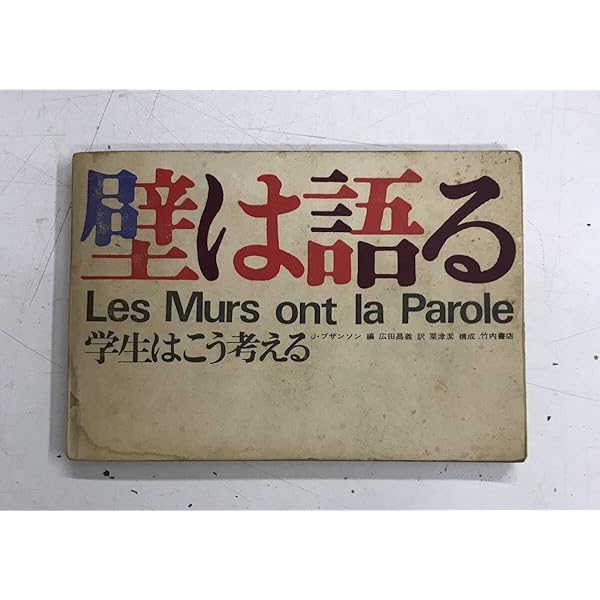 壁は語る
Les Murs ont la Parole
学生はこう考える
J・ブザンソン 編 広田昌義 訳 粟津潔 構成 竹内書店